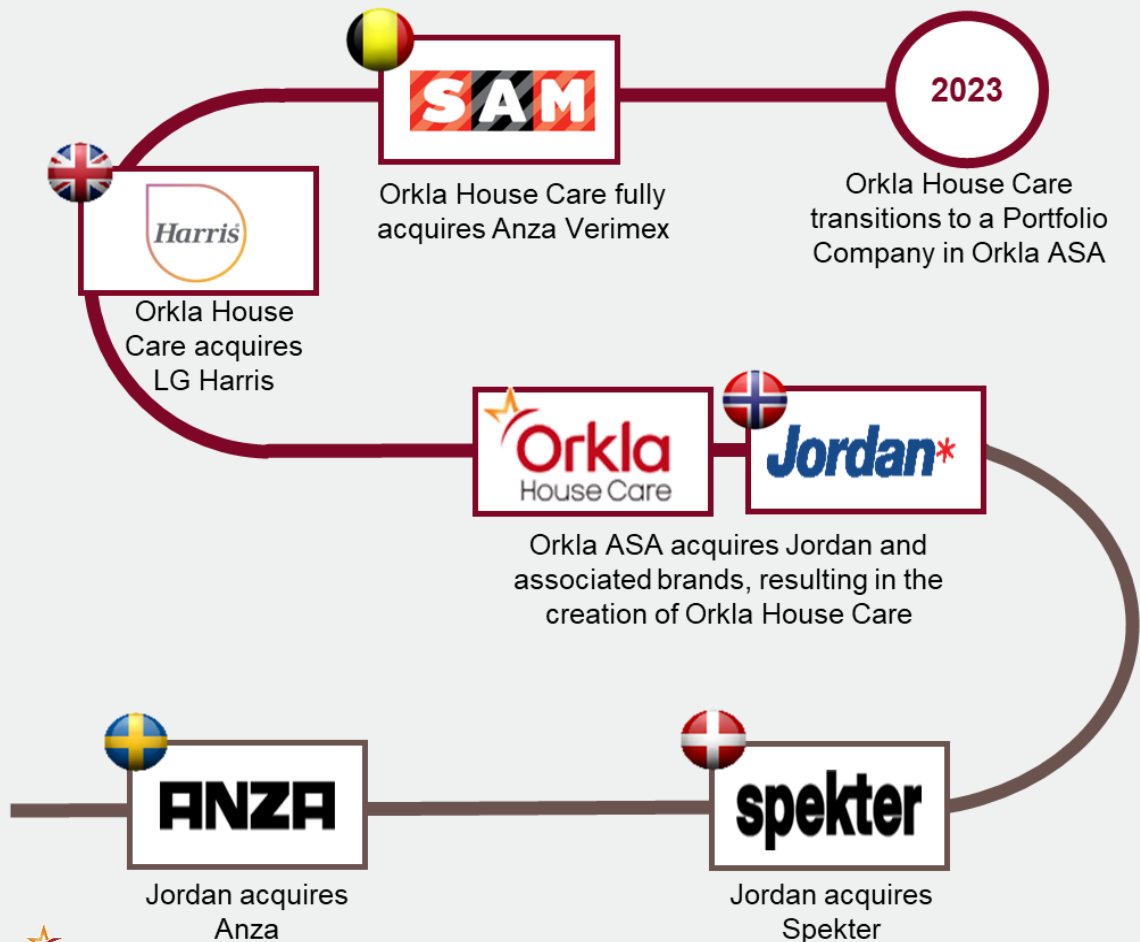 SAM
2023
Orkla House Care fully
acquires Anza Verimex
Orkla House Care
transitions to a Portfolio
Company in Orkla ASA
Harris
Orkla House
Care acquires
LG Harris
Orkla
House Care
Jordan*
Orkla ASA acquires Jordan and
associated brands, resulting in the
creation of Orkla House Care
ANZA
spekter
Jordan acquires
Anza
Jordan acquires
Spekter